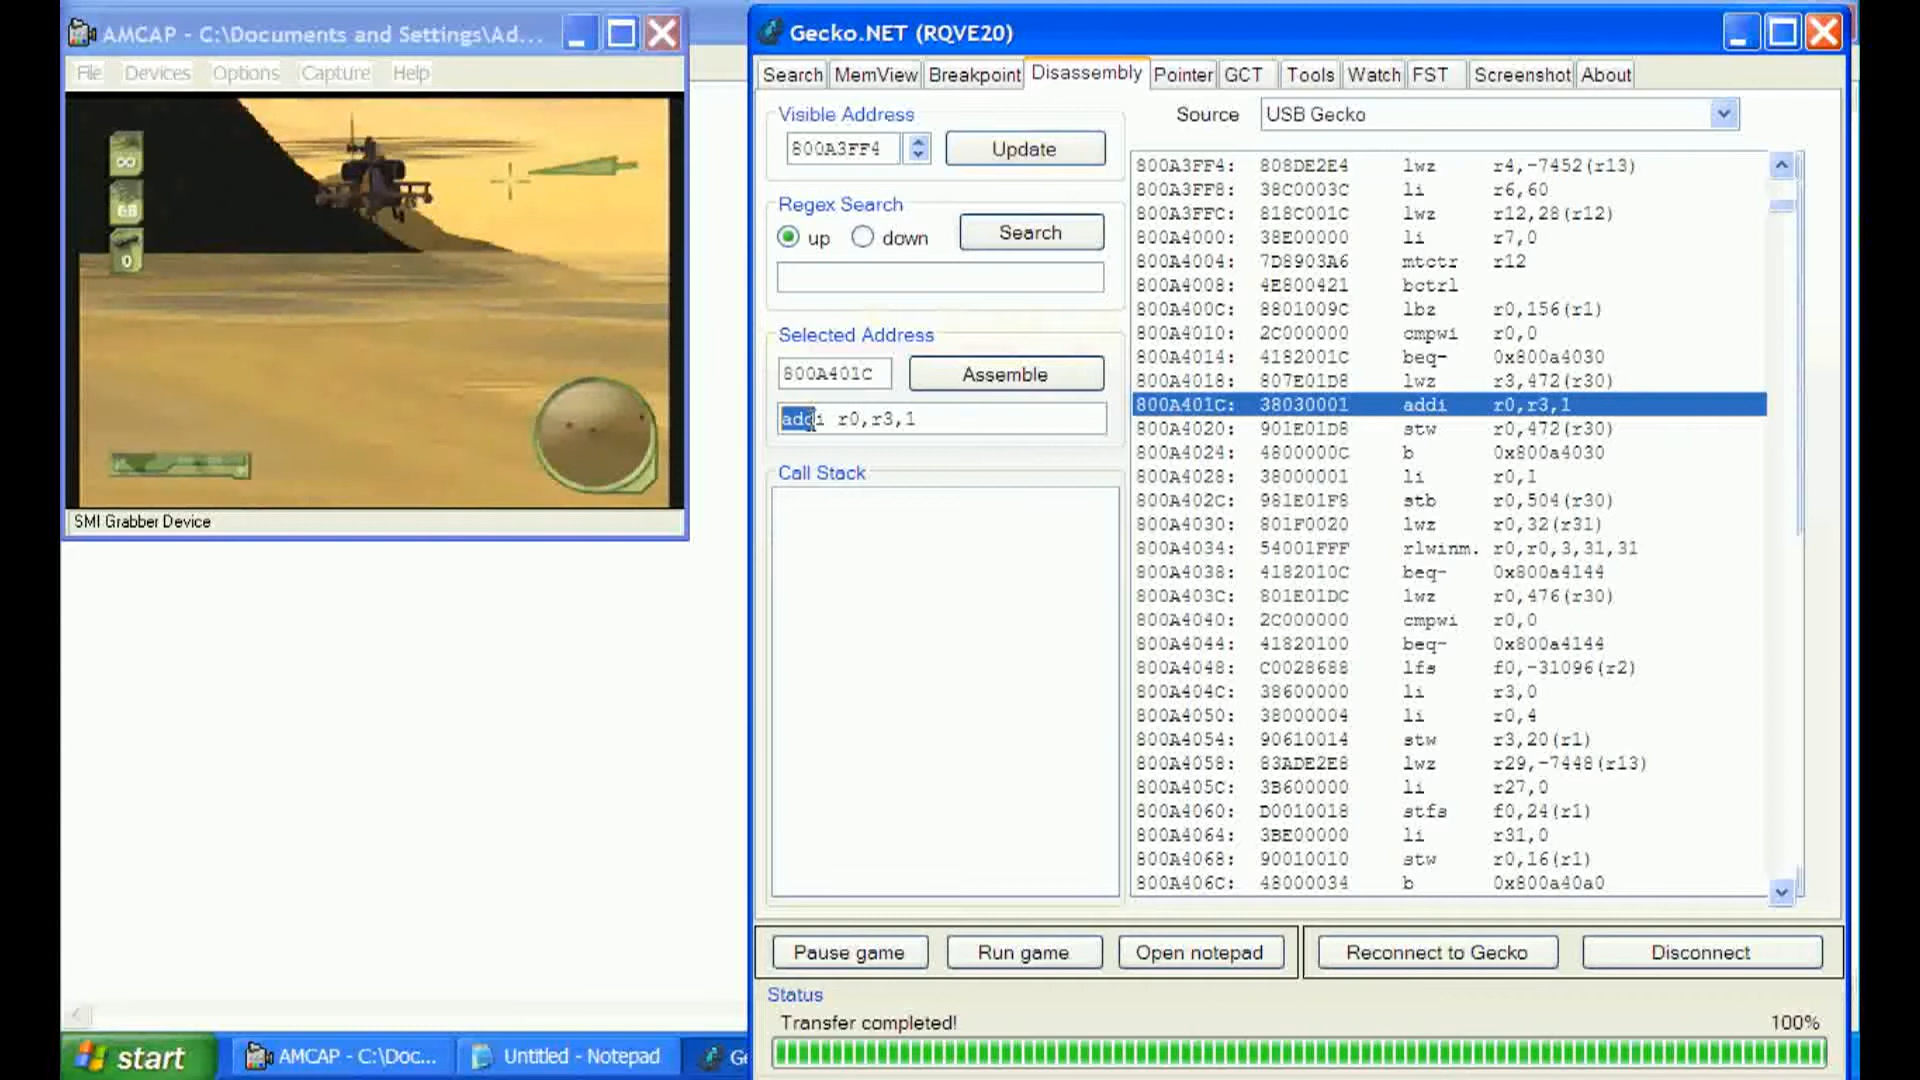 AMCAP - C:\Documents and Settings\Ad...
File Devices Options Capture Help
∞
68
0
SMI Grabber Device
Gecko.NET (RQVE20)
Search MemView Breakpoint Disassembly Pointer GCT Tools Watch FST Screenshot About
Visible Address
800A3FF4 Update
Regex Search
up down Search
Selected Address
800A401C Assemble
addi r0,r3,1
Call Stack
Source USB Gecko
800A3FF4: 808DE2E4 lwz r4,-7452(r13)
800A3FF8: 38C0003C li r6,60
800A3FFC: 818C001C lwz r12,28(r12)
800A4000: 38E00000 li r7,0
800A4004: 7D8903A6 mtctr r12
800A4008: 4E800421 bctrl
800A400C: 8801009C lbz r0,156(r1)
800A4010: 2C000000 cmpwi r0,0
800A4014: 4182001C beq- 0x800a4030
800A4018: 807E01D8 lwz r3,472(r30)
800A401C: 38030001 addi r0,r3,1
800A4020: 901E01D8 stw r0,472(r30)
800A4024: 4800000C b 0x800a4030
800A4028: 38000001 li r0,1
800A402C: 981E01F8 stb r0,504(r30)
800A4030: 801F0020 lwz r0,32(r31)
800A4034: 54001FFF rlwinm. r0,r0,3,31,31
800A4038: 4182010C beq- 0x800a4144
800A403C: 801E01DC lwz r0,476(r30)
800A4040: 2C000000 cmpwi r0,0
800A4044: 41820100 beq- 0x800a4144
800A4048: C0028688 lfs f0,-31096(r2)
800A404C: 38600000 li r3,0
800A4050: 38000004 li r0,4
800A4054: 90610014 stw r3,20(r1)
800A4058: 83ADE2E8 lwz r29,-7448(r13)
800A405C: 3B600000 li r27,0
800A4060: D0010018 stfs f0,24(r1)
800A4064: 3BE00000 li r31,0
800A4068: 90010010 stw r0,16(r1)
800A406C: 48000034 b 0x800a40a0
Pause game Run game Open notepad Reconnect to Gecko Disconnect
Status
Transfer completed! 100%
start AMCAP - C:\Doc... Untitled - Notepad Ge